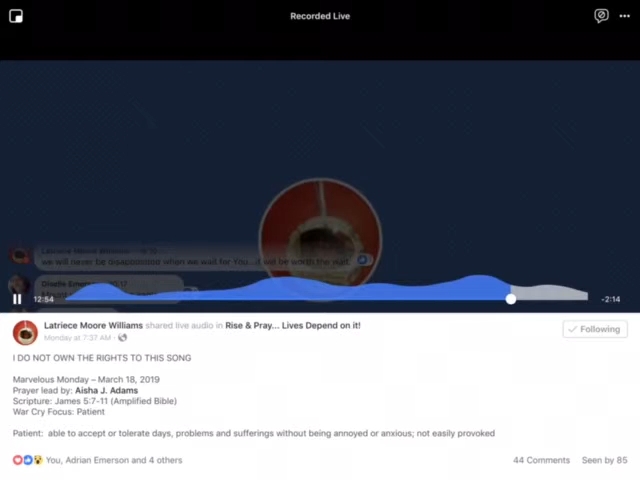 Recorded Live
Latriece Moore Williams
we will never be disappointed when we wait for You...it will be worth the wait.
12:54
-2:14
Latriece Moore Williams shared live audio in Rise & Pray... Lives Depend on it!
Monday at 7:37 AM
Following
I DO NOT OWN THE RIGHTS TO THIS SONG
Marvelous Monday – March 18, 2019
Prayer lead by: Aisha J. Adams
Scripture: James 5:7-11 (Amplified Bible)
War Cry Focus: Patient
Patient: able to accept or tolerate days, problems and sufferings without being annoyed or anxious; not easily provoked
You, Adrian Emerson and 4 others
44 Comments
Seen by 85